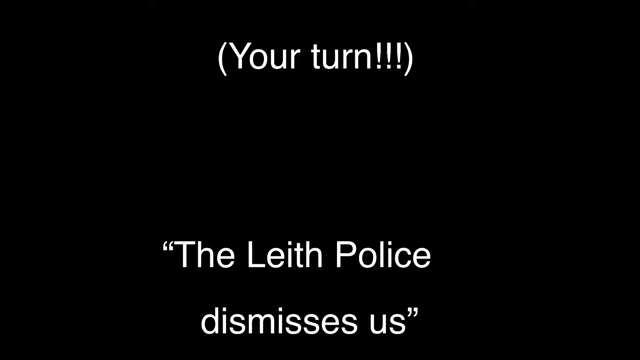 (Your turn!!!)
“The Leith Police
dismisses us”